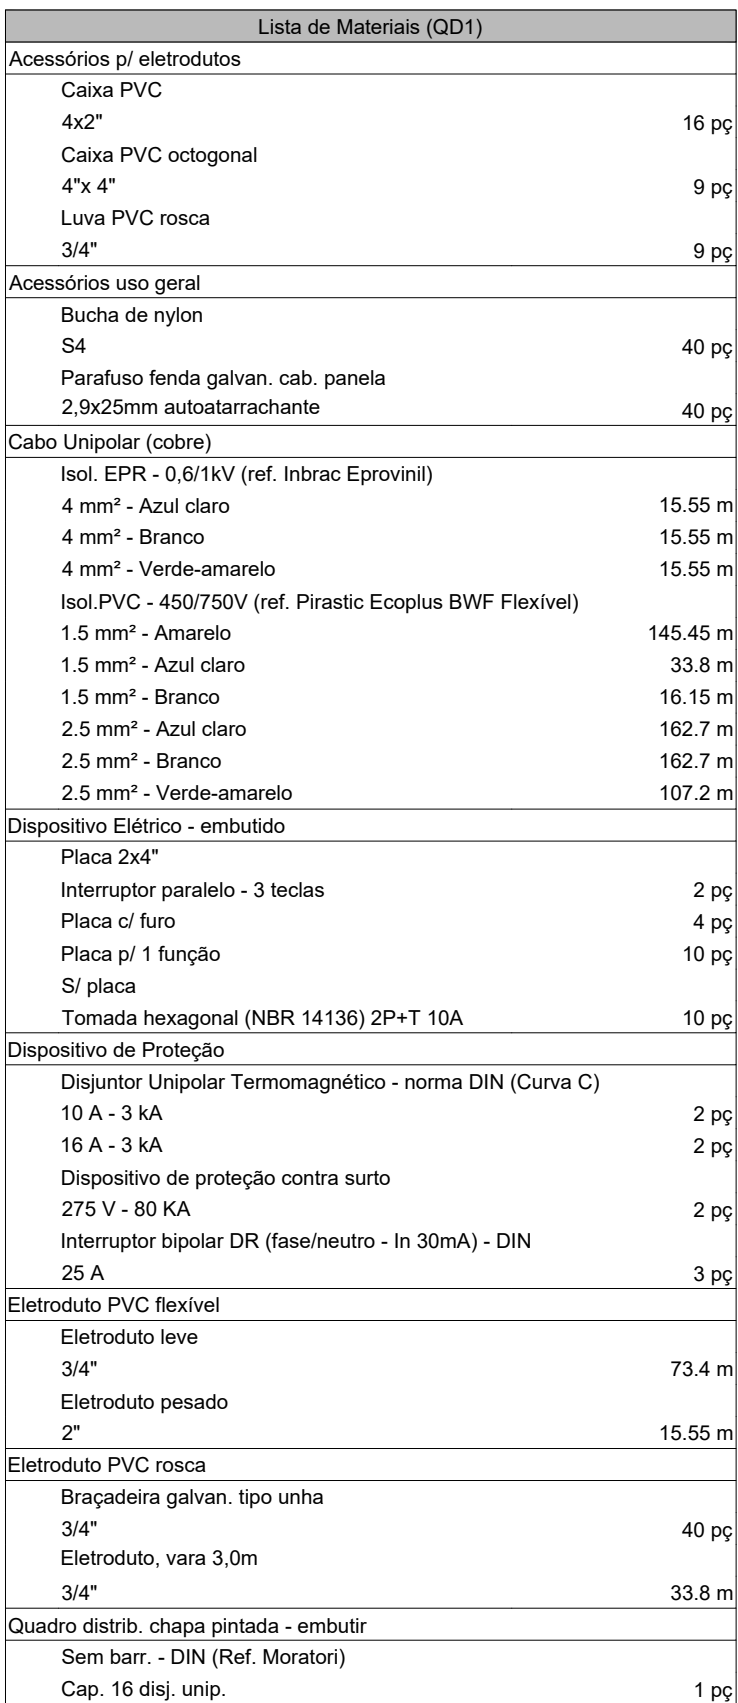 Lista de Materiais (QD1)
Acessórios p/ eletrodutos
Caixa PVC
4x2" 16 pç
Caixa PVC octogonal
4"x 4" 9 pç
Luva PVC rosca
3/4" 9 pç
Acessórios uso geral
Bucha de nylon
S4 40 pç
Parafuso fenda galvan. cab. panela
2,9x25mm autoatarrachante 40 pç
Cabo Unipolar (cobre)
Isol. EPR - 0,6/1kV (ref. Inbrac Eprovinil)
4 mm² - Azul claro 15.55 m
4 mm² - Branco 15.55 m
4 mm² - Verde-amarelo 15.55 m
Isol.PVC - 450/750V (ref. Pirastic Ecoplus BWF Flexível)
1.5 mm² - Amarelo 145.45 m
1.5 mm² - Azul claro 33.8 m
1.5 mm² - Branco 16.15 m
2.5 mm² - Azul claro 162.7 m
2.5 mm² - Branco 162.7 m
2.5 mm² - Verde-amarelo 107.2 m
Dispositivo Elétrico - embutido
Placa 2x4"
Interruptor paralelo - 3 teclas 2 pç
Placa c/ furo 4 pç
Placa p/ 1 função 10 pç
S/ placa
Tomada hexagonal (NBR 14136) 2P+T 10A 10 pç
Dispositivo de Proteção
Disjuntor Unipolar Termomagnético - norma DIN (Curva C)
10 A - 3 kA 2 pç
16 A - 3 kA 2 pç
Dispositivo de proteção contra surto
275 V - 80 KA 2 pç
Interruptor bipolar DR (fase/neutro - In 30mA) - DIN
25 A 3 pç
Eletroduto PVC flexível
Eletroduto leve
3/4" 73.4 m
Eletroduto pesado
2" 15.55 m
Eletroduto PVC rosca
Braçadeira galvan. tipo unha
3/4" 40 pç
Eletroduto, vara 3,0m
3/4" 33.8 m
Quadro distrib. chapa pintada - embutir
Sem barr. - DIN (Ref. Moratori)
Cap. 16 disj. unip. 1 pç